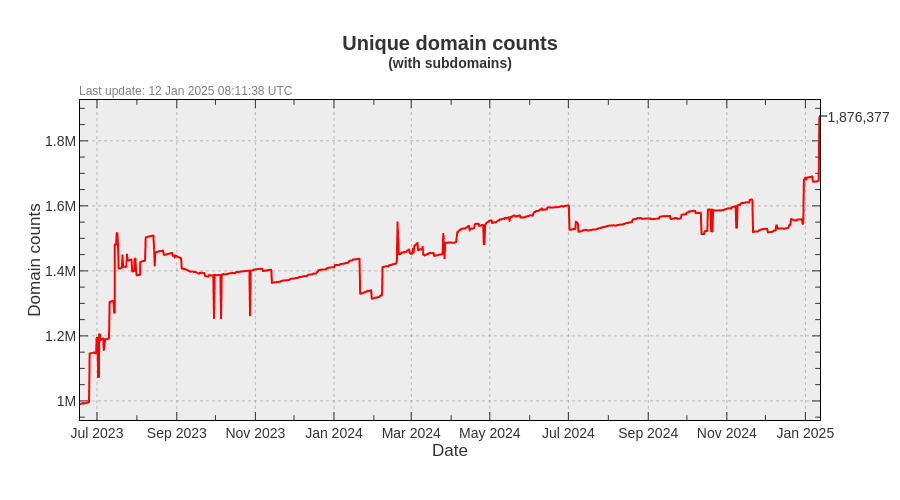 Unique domain counts
(with subdomains)
Last update: 12 Jan 2025 08:11:38 UTC
1,876,377
1.8M
1.6M
1.4M
1.2M
1M
Domain counts
Jul 2023 Sep 2023 Nov 2023 Jan 2024 Mar 2024 May 2024 Jul 2024 Sep 2024 Nov 2024 Jan 2025
Date